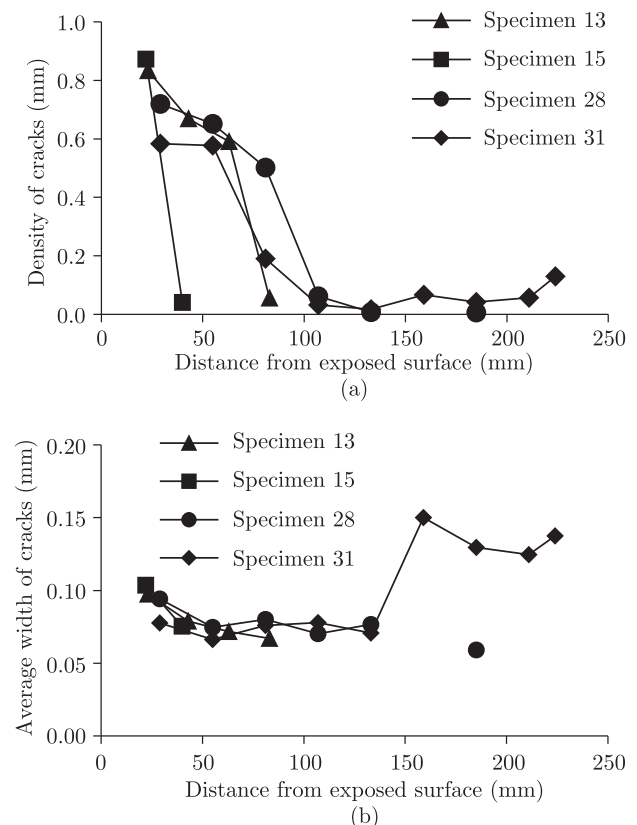 1.0
0.8
0.6
0.4
0.2
0.0
Density of cracks (mm)
Specimen 13
Specimen 15
Specimen 28
Specimen 31
0 50 100 150 200 250
Distance from exposed surface (mm)
(a)
0.20
0.15
0.10
0.05
0.00
Average width of cracks (mm)
Specimen 13
Specimen 15
Specimen 28
Specimen 31
0 50 100 150 200 250
Distance from exposed surface (mm)
(b)